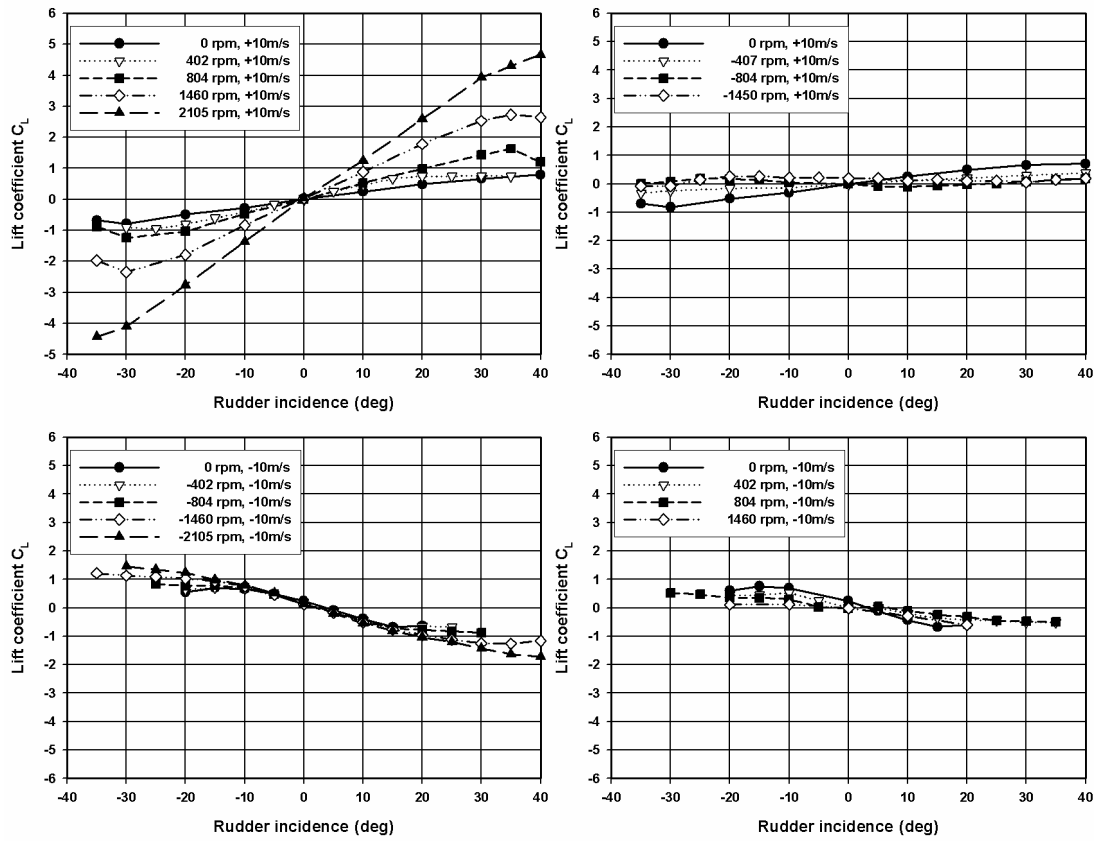 6
5
4
3
2
1
0
-1
-2
-3
-4
-5
Lift coefficient CL
0 rpm, +10m/s
402 rpm, +10m/s
804 rpm, +10m/s
1460 rpm, +10m/s
2105 rpm, +10m/s
-40 -30 -20 -10 0 10 20 30 40
Rudder incidence (deg)
6
5
4
3
2
1
0
-1
-2
-3
-4
-5
-6
Lift coefficient CL
0 rpm, +10m/s
-407 rpm, +10m/s
-804 rpm, +10m/s
-1450 rpm, +10m/s
-40 -30 -20 -10 0 10 20 30 40
Rudder incidence (deg)
6
5
4
3
2
1
0
-1
-2
-3
-4
-5
-6
Lift coefficient CL
0 rpm, -10m/s
-402 rpm, -10m/s
-804 rpm, -10m/s
-1460 rpm, -10m/s
-2105 rpm, -10m/s
-40 -30 -20 -10 0 10 20 30 40
Rudder incidence (deg)
6
5
4
3
2
1
0
-1
-2
-3
-4
-5
-6
Lift coefficient CL
0 rpm, -10m/s
402 rpm, -10m/s
804 rpm, -10m/s
1460 rpm, -10m/s
-40 -30 -20 -10 0 10 20 30 40
Rudder incidence (deg)